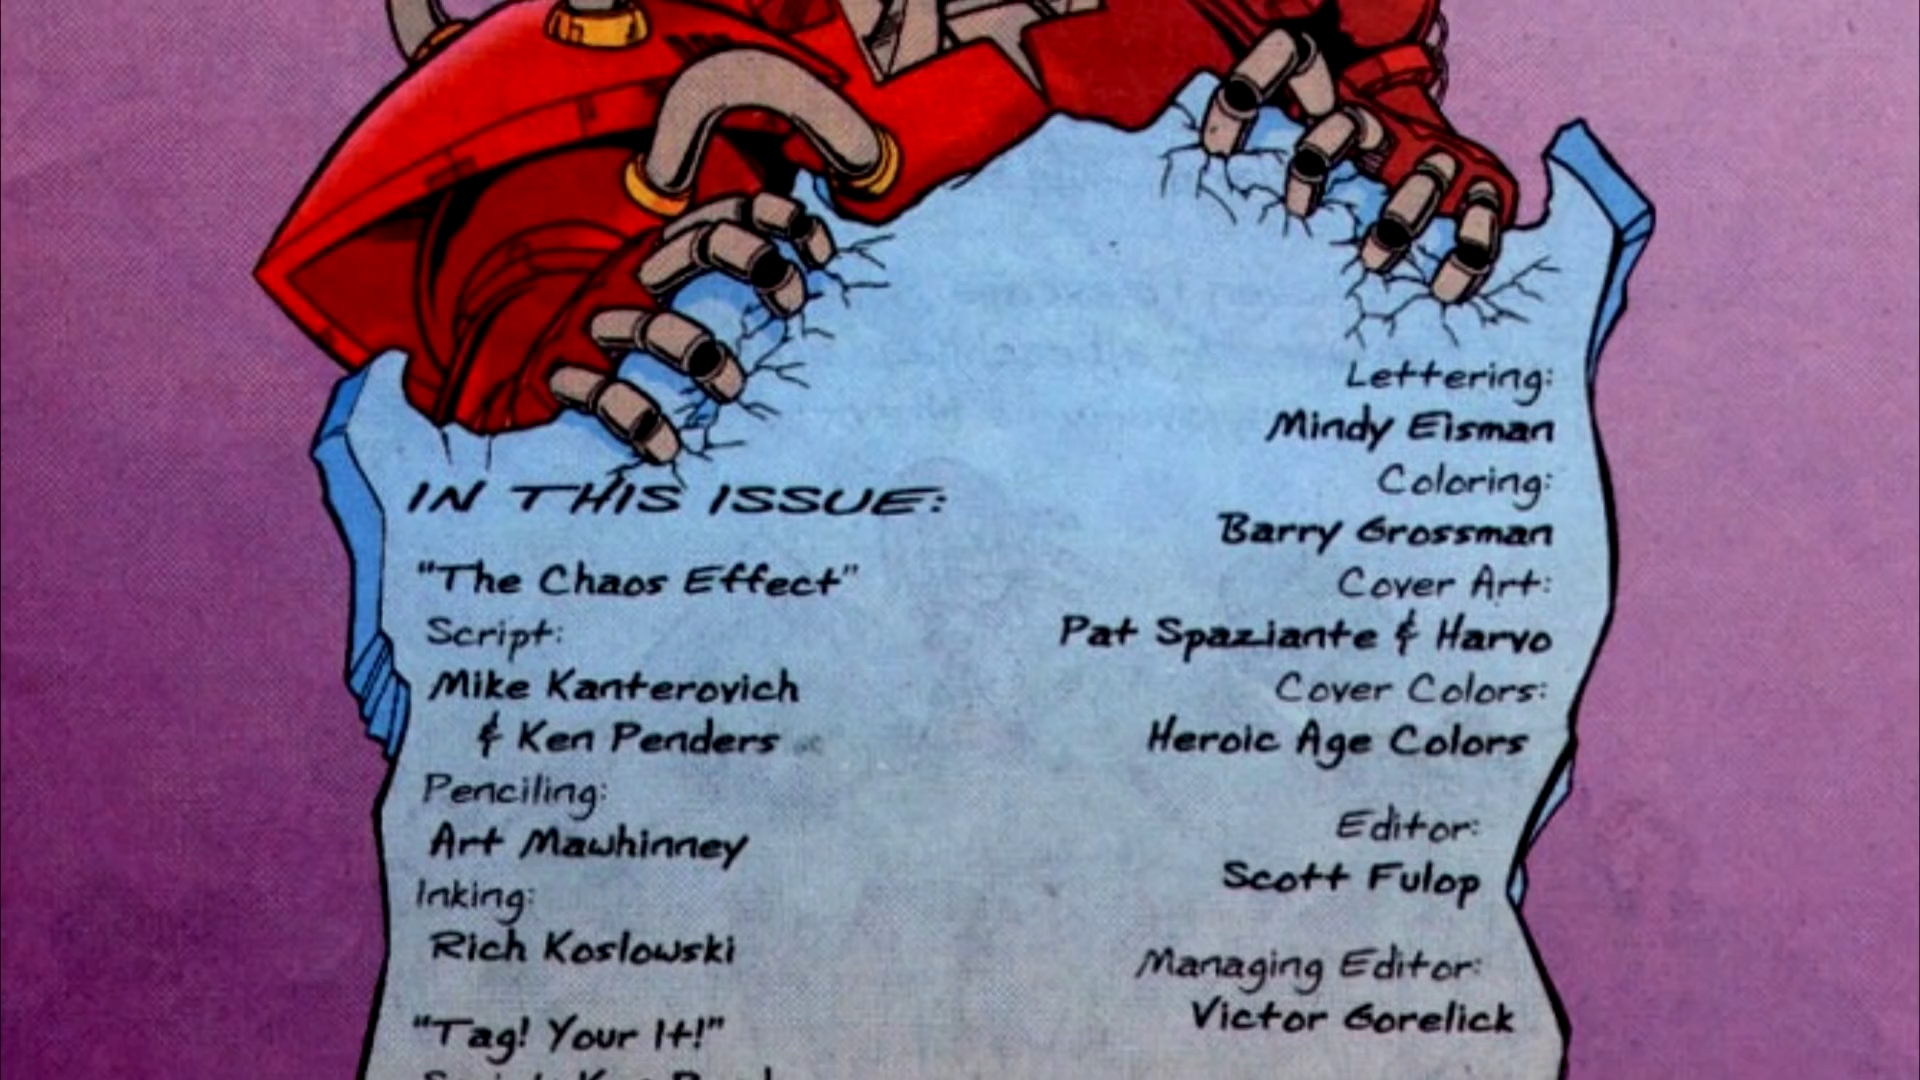 IN THIS ISSUE:
"The Chaos Effect"
Script:
Mike Kanterovich
& Ken Penders
Penciling:
Art Mawhinney
Inking:
Rich Koslowski
"Tag! Your It!"
Lettering:
Mindy Eisman
Coloring:
Barry Grossman
Cover Art:
Pat Spaziante & Harvo
Cover Colors:
Heroic Age Colors
Editor:
Scott Fulop
Managing Editor:
Victor Gorelick